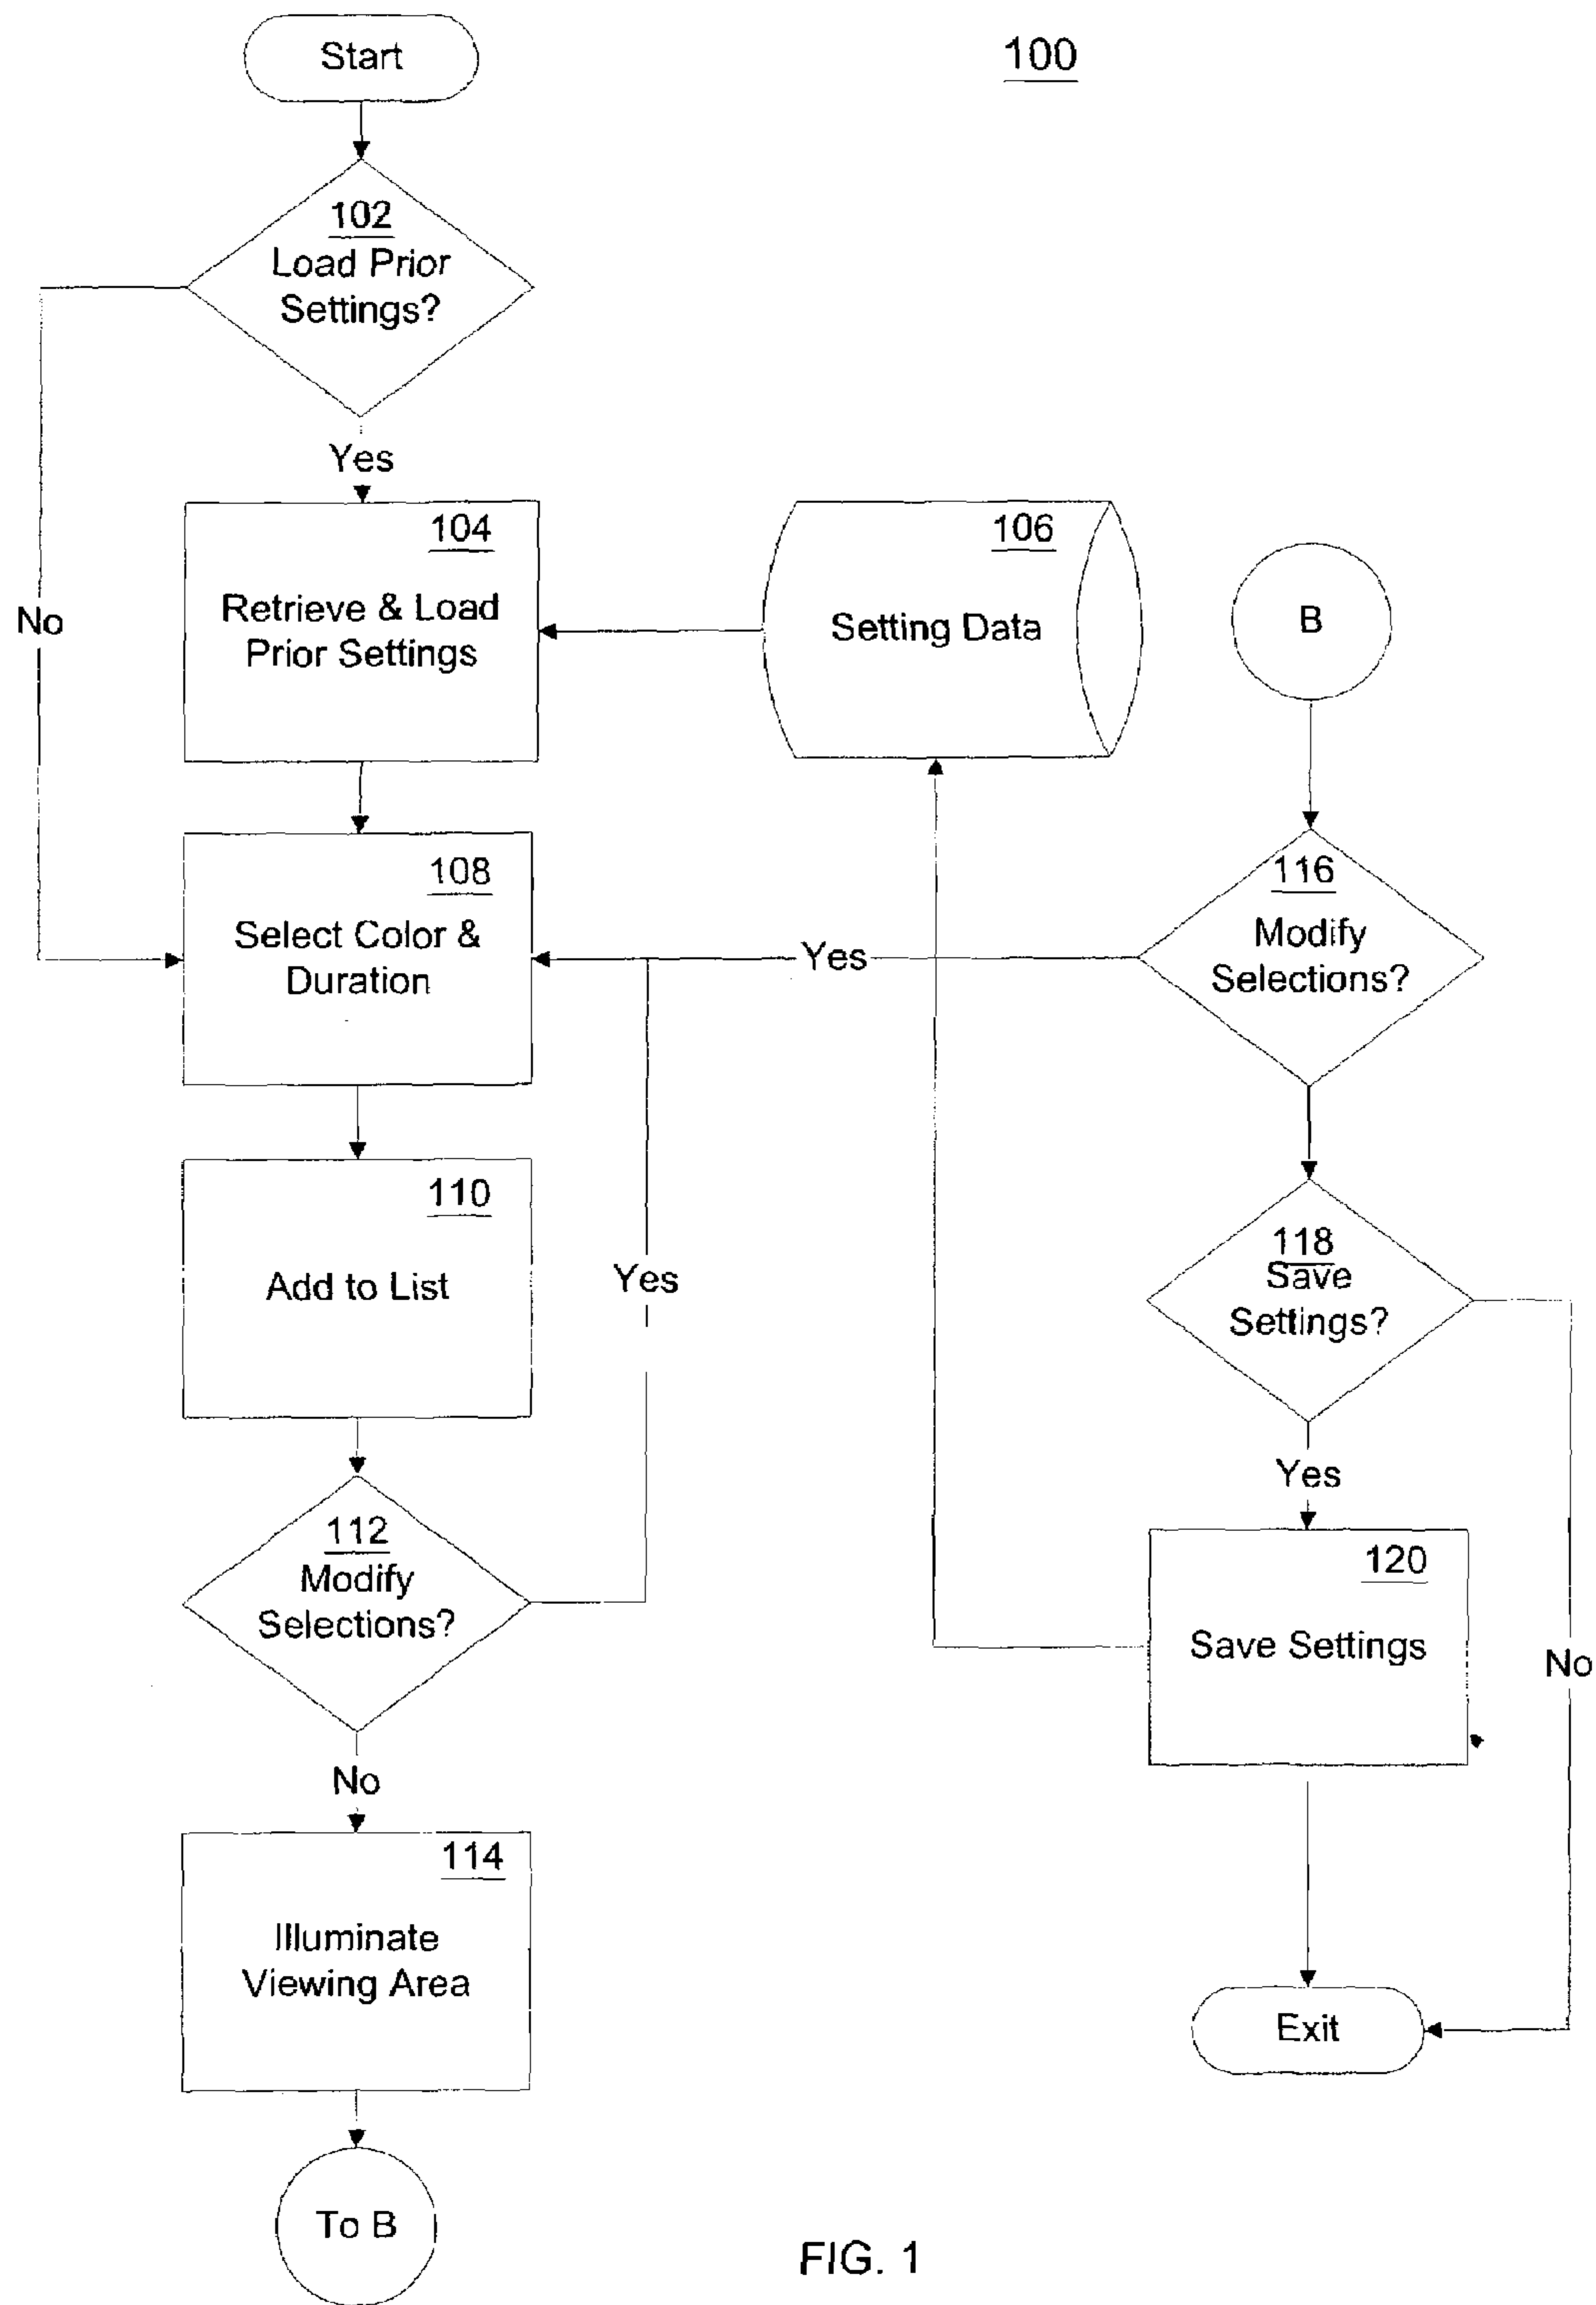 Start
100
102
Load Prior
Settings?
Yes
No
104
Retrieve & Load
Prior Settings
106
Setting Data
B
108
Select Color &
Duration
Yes
116
Modify
Selections?
110
Add to List
Yes
118
Save
Settings?
Yes
112
Modify
Selections?
120
Save Settings
No
No
114
Illuminate
Viewing Area
Exit
To B
FIG. 1